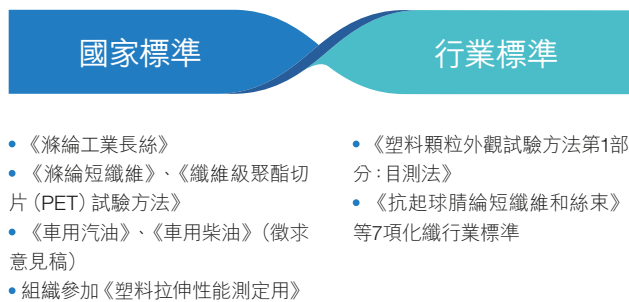 國家標準
行業標準
• 《滌綸工業長絲》
• 《滌綸短纖維》、《纖維級聚酯切
片（PET）試驗方法》
• 《車用汽油》、《車用柴油》（徵求
意見稿）
• 組織參加《塑料拉伸性能測定用》
• 《塑料顆粒外觀試驗方法第1部
分：目測法》
• 《抗起球腈綸短纖維和絲束》
等7項化纖行業標準